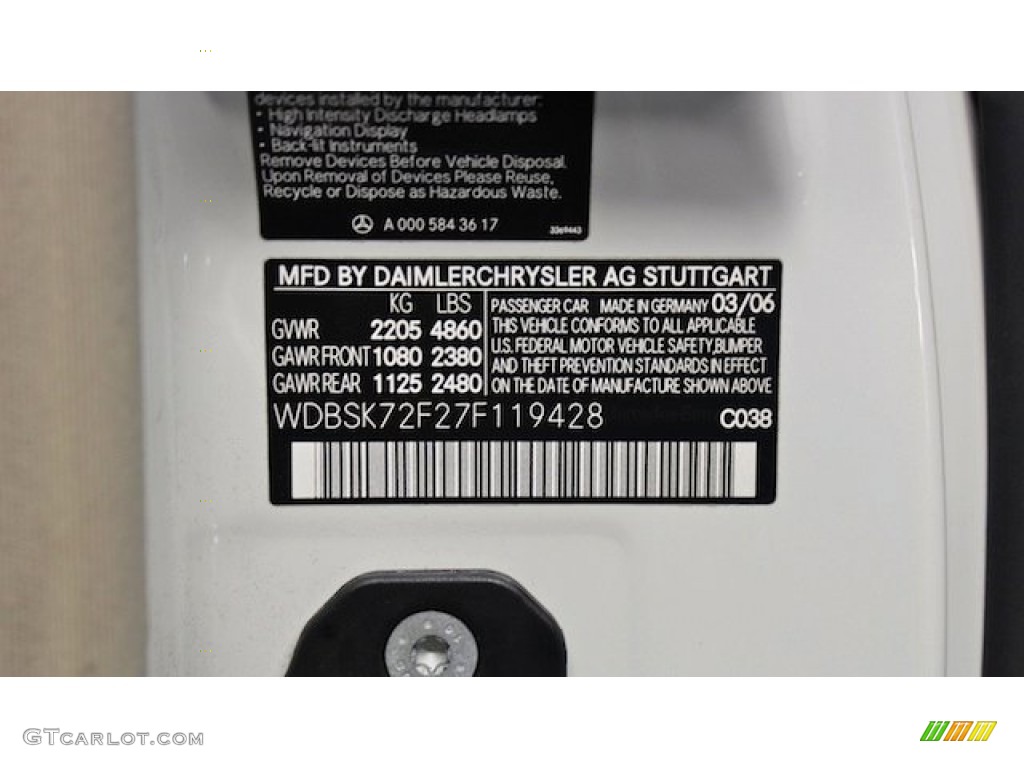 devices installed by the manufacturer:
• High Intensity Discharge Headlamps
• Navigation Display
• Back-lit Instruments
Remove Devices Before Vehicle Disposal.
Upon Removal of Devices Please Reuse,
Recycle or Dispose as Hazardous Waste.
A 000 584 36 17
3369443
MFD BY DAIMLERCHRYSLER AG STUTTGART
KG LBS
GVWR 2205 4860
GAWR FRONT 1080 2380
GAWR REAR 1125 2480
PASSENGER CAR MADE IN GERMANY 03/06
THIS VEHICLE CONFORMS TO ALL APPLICABLE
U.S. FEDERAL MOTOR VEHICLE SAFETY,BUMPER
AND THEFT PREVENTION STANDARDS IN EFFECT
ON THE DATE OF MANUFACTURE SHOWN ABOVE.
WDBSK72F27F119428 C038
GTCARLOT.COM